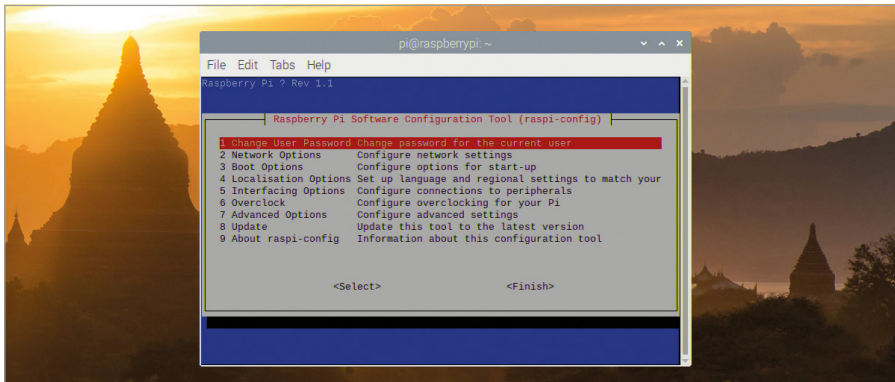 pi@raspberrypi: ~
File Edit Tabs Help
Raspberry Pi ? Rev 1.1
Raspberry Pi Software Configuration Tool (raspi-config)
1 Change User Password Change password for the current user
2 Network Options Configure network settings
3 Boot Options Configure options for start-up
4 Localisation Options Set up language and regional settings to match your
5 Interfacing Options Configure connections to peripherals
6 Overclock Configure overclocking for your Pi
7 Advanced Options Configure advanced settings
8 Update Update this tool to the latest version
9 About raspi-config Information about this configuration tool
<Select> <Finish>